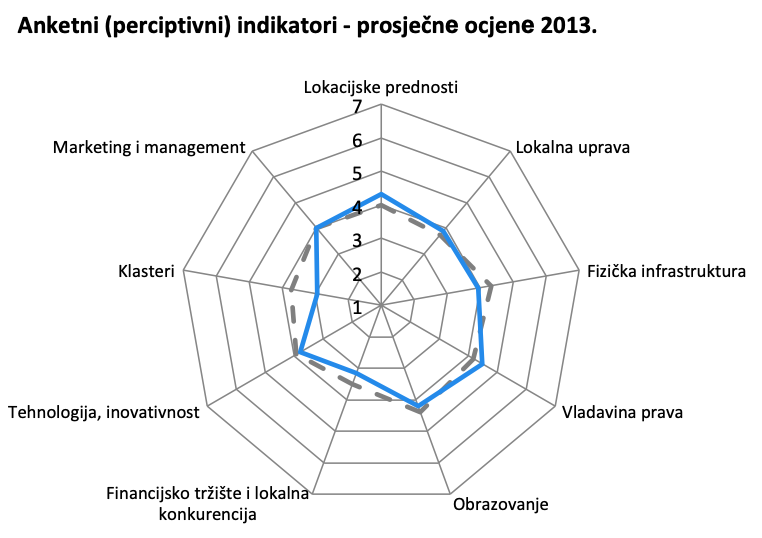 Anketni (perciptivni) indikatori - prosječne ocjene 2013.
Lokacijske prednosti
7
6
5
4
3
2
1
Lokalna uprava
Fizička infrastruktura
Vladavina prava
Obrazovanje
Financijsko tržište i lokalna
konkurencija
Tehnologija, inovativnost
Klasteri
Marketing i management